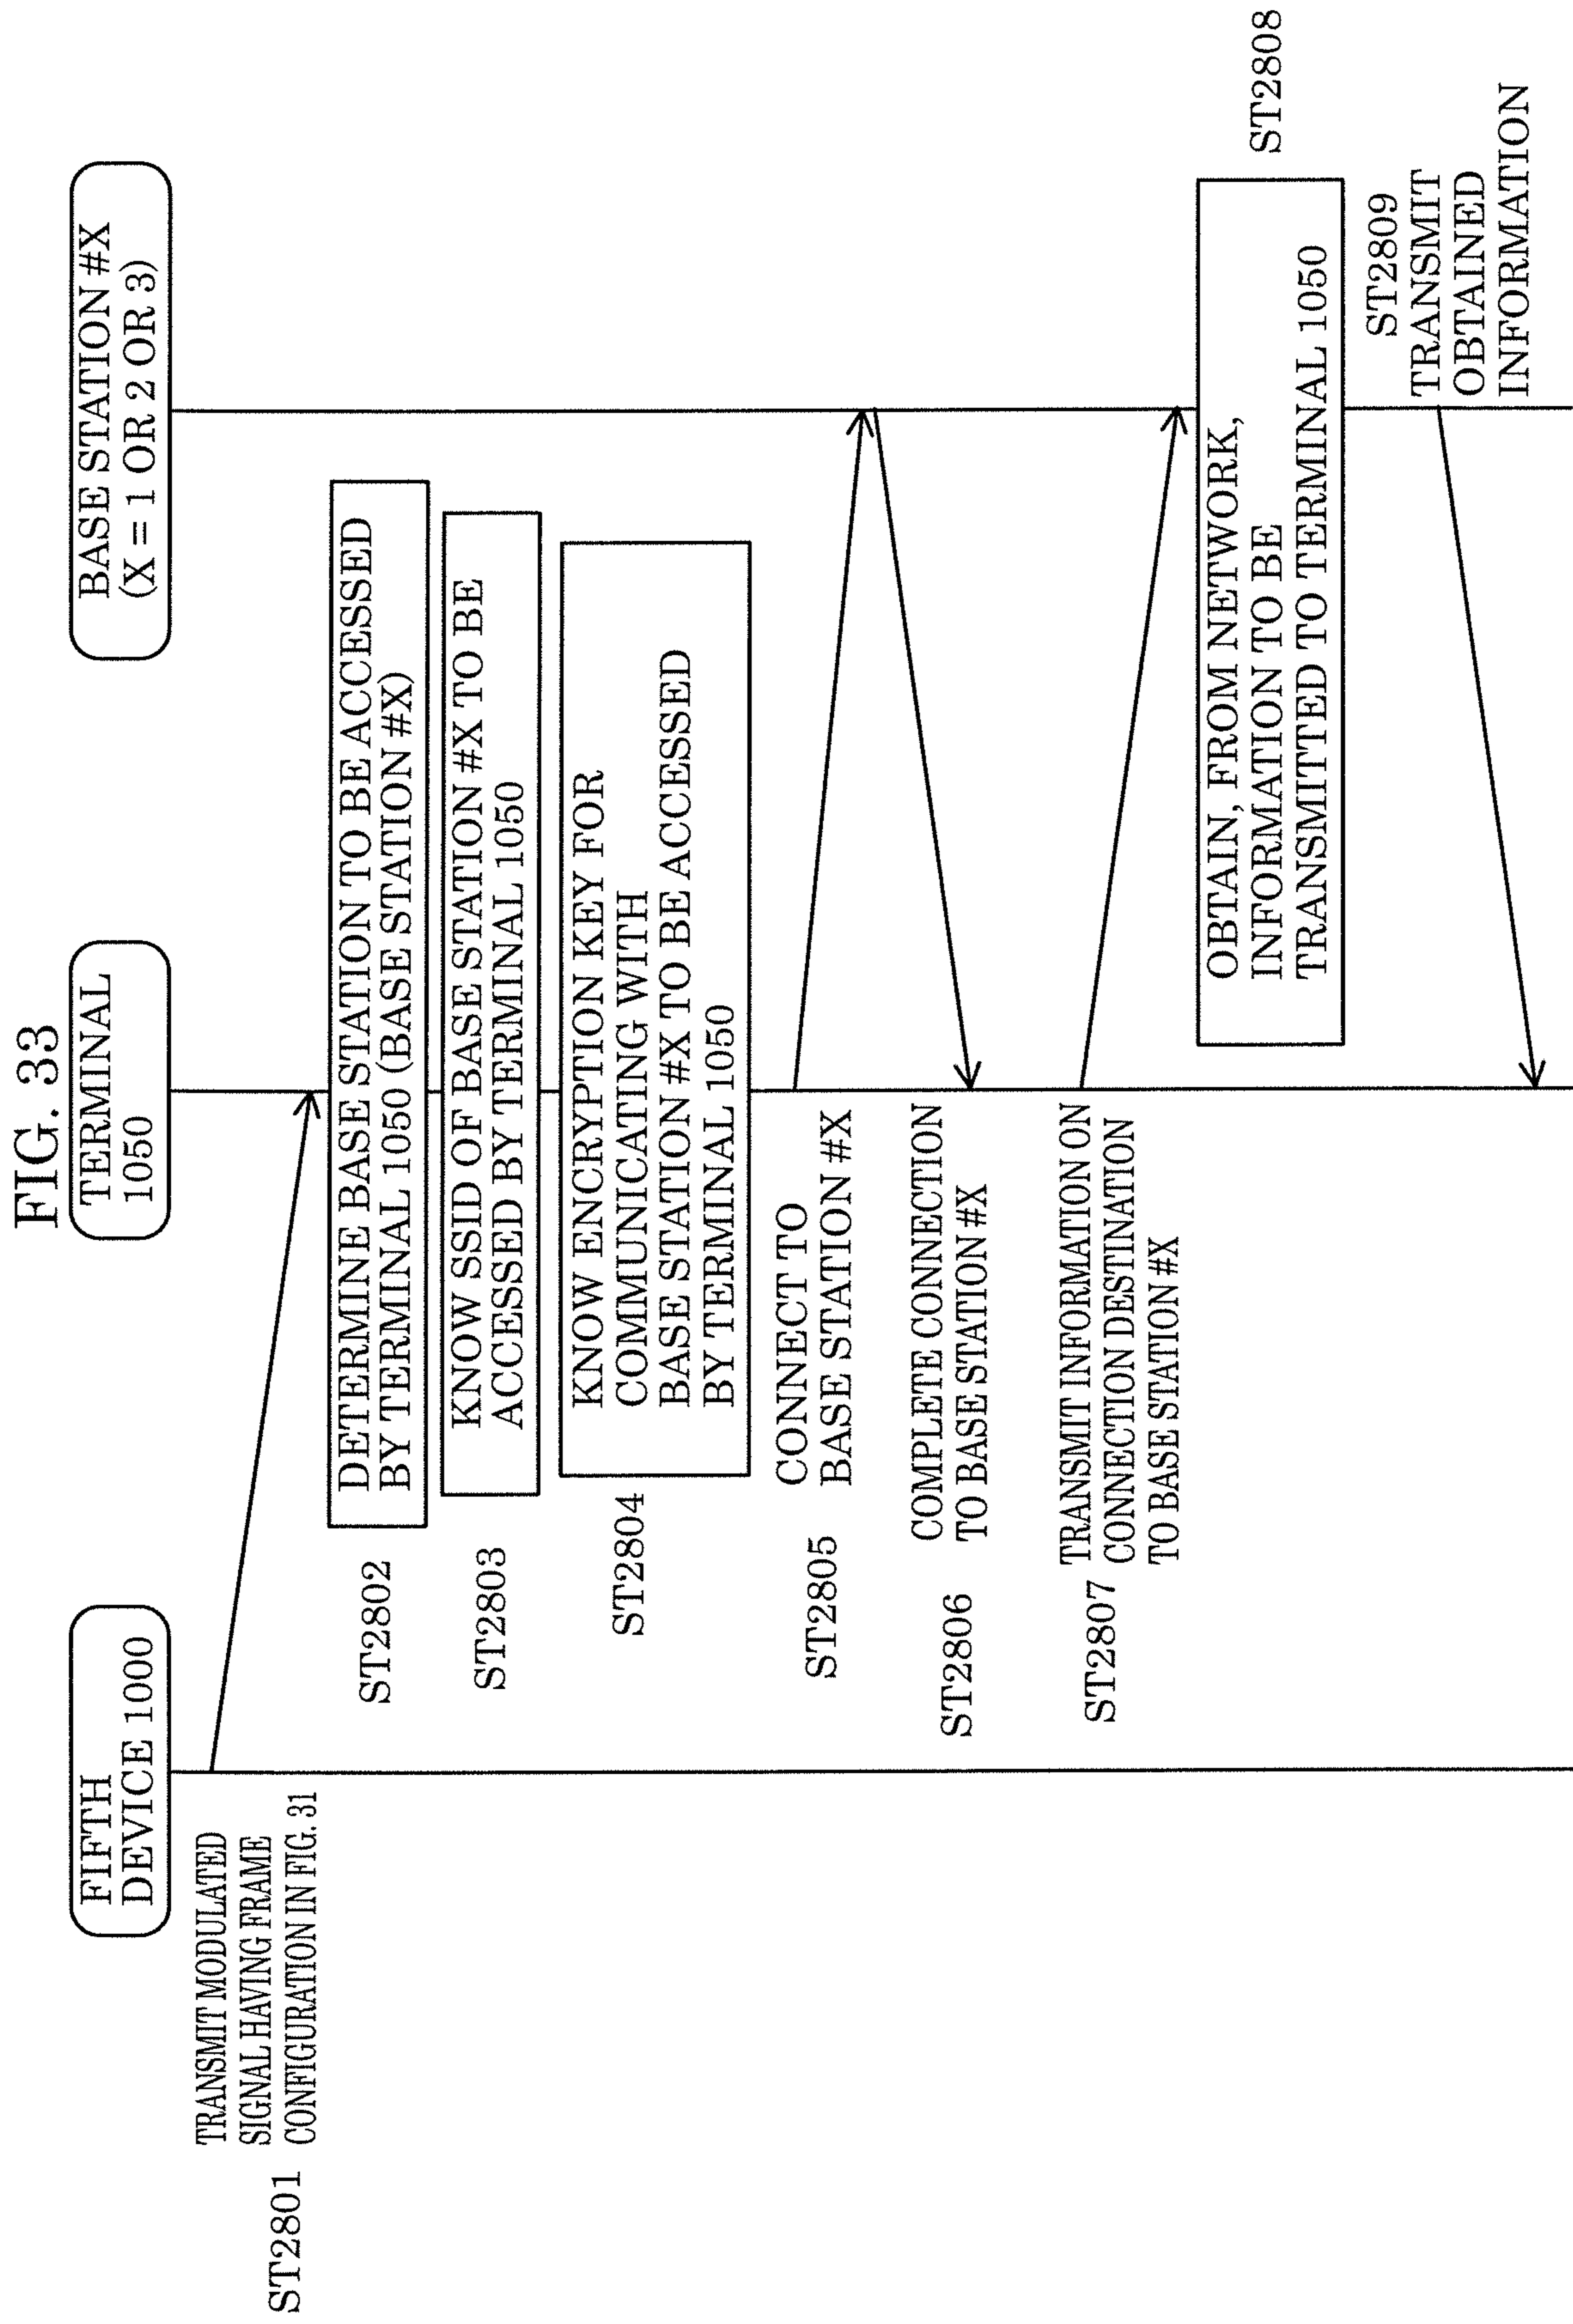 FIG. 33
FIFTH
DEVICE 1000
TERMINAL
1050
BASE STATION #X
(X = 1 OR 2 OR 3)
TRANSMIT MODULATED
SIGNAL HAVING FRAME
CONFIGURATION IN FIG. 31
ST2801
ST2802
DETERMINE BASE STATION TO BE ACCESSED
BY TERMINAL 1050 (BASE STATION #X)
ST2803
KNOW SSID OF BASE STATION #X TO BE
ACCESSED BY TERMINAL 1050
ST2804
KNOW ENCRYPTION KEY FOR
COMMUNICATING WITH
BASE STATION #X TO BE ACCESSED
BY TERMINAL 1050
ST2805
CONNECT TO
BASE STATION #X
ST2806
COMPLETE CONNECTION
TO BASE STATION #X
ST2807
TRANSMIT INFORMATION ON
CONNECTION DESTINATION
TO BASE STATION #X
OBTAIN, FROM NETWORK,
INFORMATION TO BE
TRANSMITTED TO TERMINAL 1050
ST2808
ST2809
TRANSMIT
OBTAINED
INFORMATION